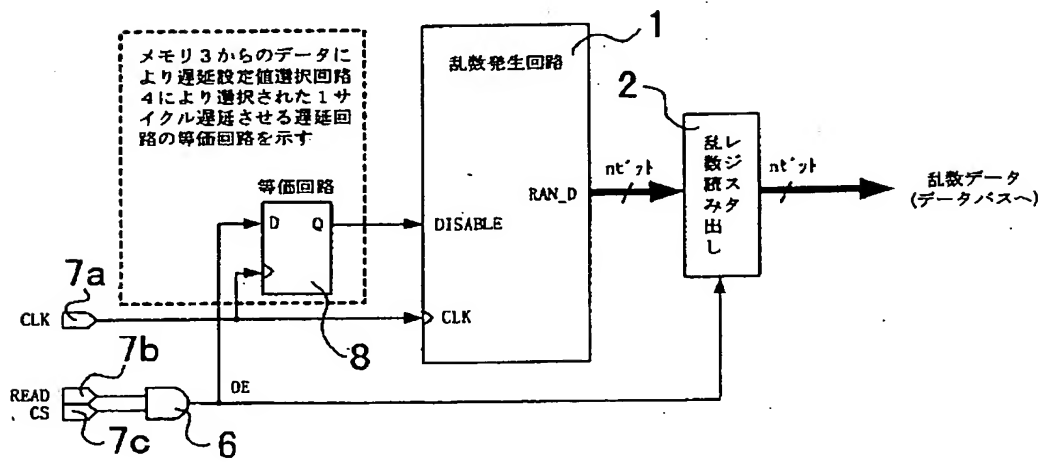 メモリ3からのデータに
より遅延設定値選択回路
4により選択された1サ
イクル遅延させる遅延回
路の等価回路を示す
等価回路
D Q
8
乱数発生回路
1
DISABLE
RAN_D
CLK
nビット
2
乱数読み出し
レジスタ
nビット
乱数データ
(データバスへ)
7a
CLK
7b
READ
CS
7c
6
OE